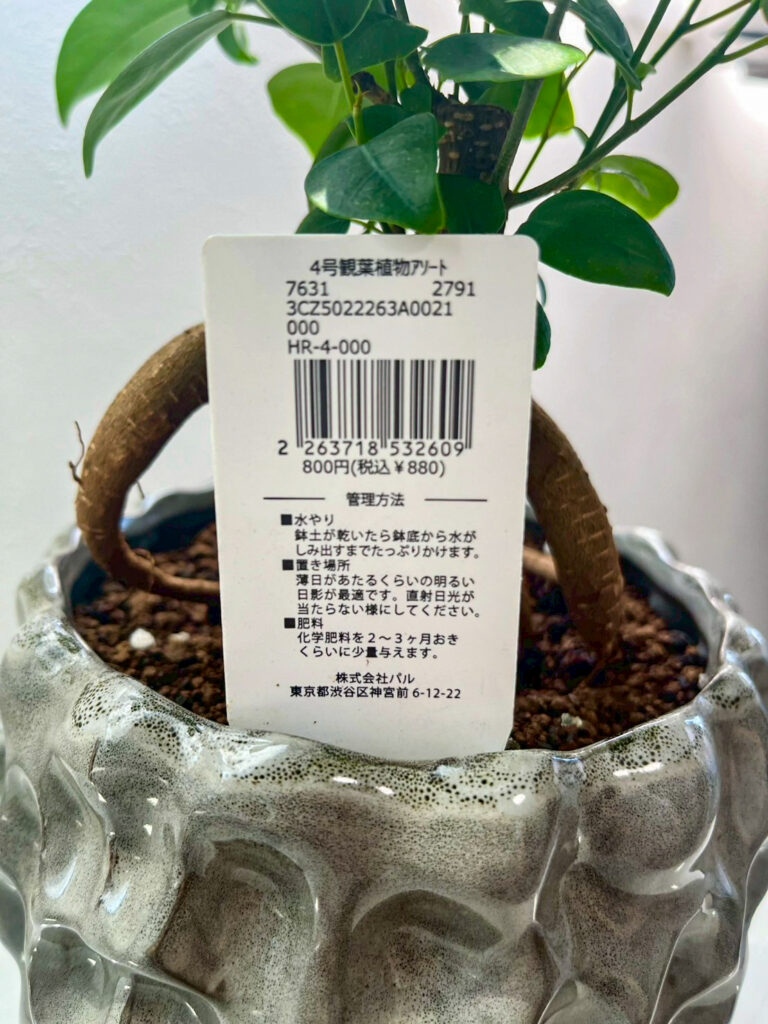 4号観葉植物ｱｿｰﾄ
7631 2791
3CZ5022263A0021
000
HR-4-000
2 263718 532609
800円(税込￥880)
管理方法
■水やり
鉢土が乾いたら鉢底から水が
しみ出すまでたっぷりかけます。
■置き場所
薄日があたるくらいの明るい
日影が最適です。直射日光が
当たらない様にしてください。
■肥料
化学肥料を２～３ヶ月おき
くらいに少量与えます。
株式会社パル
東京都渋谷区神宮前 6-12-22